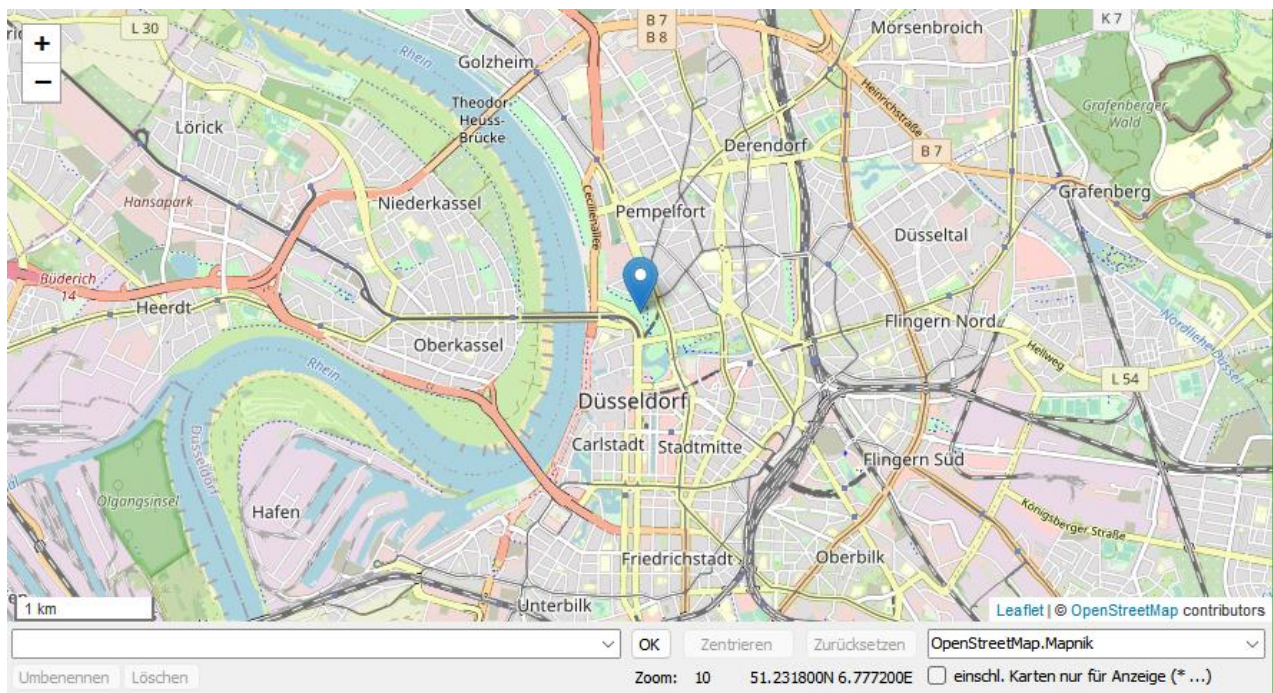 +
−
L 30
Rhein
Golzheim
B 7
B 8
Mörsenbroich
K 7
Theodor-
Heuss-
Brücke
Lörick
Heinrichstraße
Grafenberger
Wald
Derendorf
B 7
Hansapark
Niederkassel
Cecilienallee
Pempelfort
Grafenberg
Düsseltal
Büderich
14
Heerdt
Oberkassel
Flingern Nord
Nördliche Düssel
Hellweg
Rhein
L 54
Düsseldorf
Düsseldorf
Carlstadt
Stadtmitte
Flingern Süd
Ölgangsinsel
Hafen
Königsberger Straße
Friedrichstadt
Oberbilk
1 km
Unterbilk
Leaflet | © OpenStreetMap contributors
OK
Zentrieren
Zurücksetzen
OpenStreetMap.Mapnik
Umbenennen
Löschen
Zoom: 10
51.231800N 6.777200E
einschl. Karten nur für Anzeige (* ...)